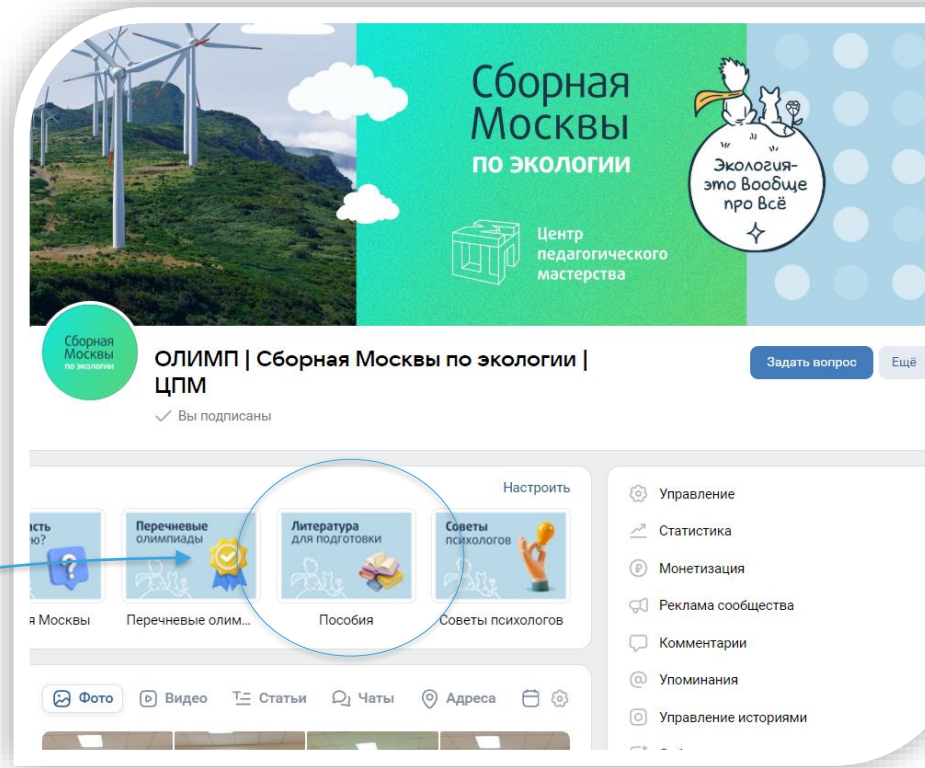 Сборная
Москвы
по экологии
Центр
педагогического
мастерства
Экология-
это Вообще
про Всё
Сборная
Москвы
по экологии
ОЛИМП | Сборная Москвы по экологии |
ЦПМ
Вы подписаны
Задать вопрос
Ещё
Настроить
Перечневые
олимпиады
Литература
для подготовки
Советы
психологов
я Москвы
Перечневые олим...
Пособия
Советы психологов
Фото
Видео
Статьи
Чаты
Адреса
Управление
Статистика
Монетизация
Реклама сообщества
Комментарии
Упоминания
Управление историями